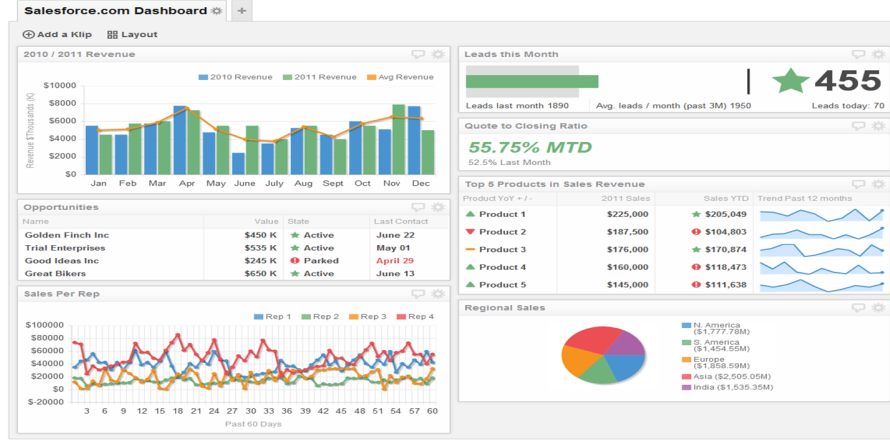 Salesforce.com Dashboard +
Add a Klip Layout
2010 / 2011 Revenue
2010 Revenue 2011 Revenue Avg Revenue
Revenue $Thousands (K)
$10000
$8000
$6000
$4000
$2000
$0
Jan Feb Mar Apr May June July Aug Sept Oct Nov Dec
Opportunities
Name Value State Last Contact
Golden Finch Inc $450 K Active June 22
Trial Enterprises $535 K Active May 01
Good Ideas Inc $245 K Parked April 29
Great Bikers $650 K Active June 13
Sales Per Rep
Rep 1 Rep 2 Rep 3 Rep 4
$100000
$80000
$60000
$40000
$20000
$0
$-20000
3 6 9 12 15 18 21 24 27 30 33 36 39 42 45 48 51 54 57 60
Past 60 Days
Leads this Month
455
Leads last month 1890 Avg. leads / month (past 3M) 1950 Leads today: 70
Quote to Closing Ratio
55.75% MTD
52.5% Last Month
Top 5 Products in Sales Revenue
Product YoY + / - 2011 Sales Sales YTD Trend Past 12 months
Product 1 $225,000 $205,049
Product 2 $187,500 $104,803
Product 3 $176,000 $170,874
Product 4 $160,000 $118,473
Product 5 $145,000 $111,638
Regional Sales
N. America
($1,777.78M)
S. America
($1,454.55M)
Europe
($1,858.59M)
Asia ($2,505.05M)
India ($1,535.35M)